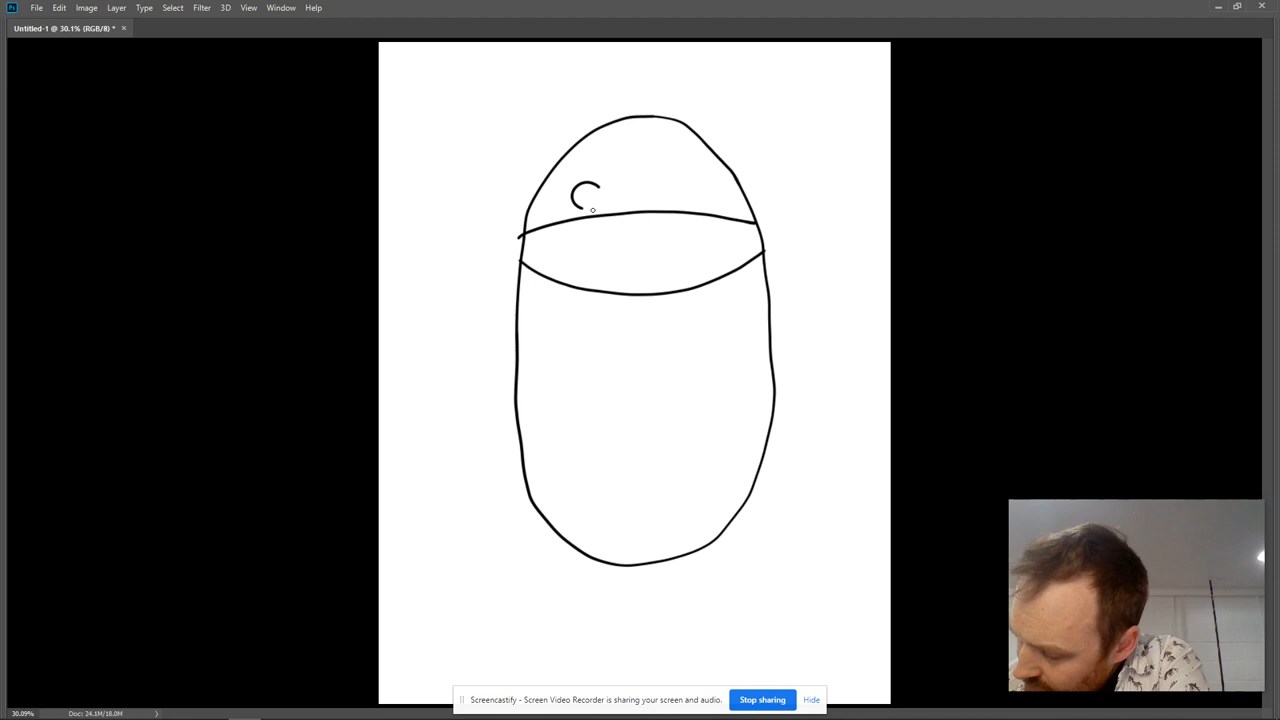 Ps File Edit Image Layer Type Select Filter 3D View Window Help
Untitled-1 @ 30.1% (RGB/8) * ×
Screencastify - Screen Video Recorder is sharing your screen and audio. Stop sharing Hide
30.09% Doc: 24.1M/18.0M